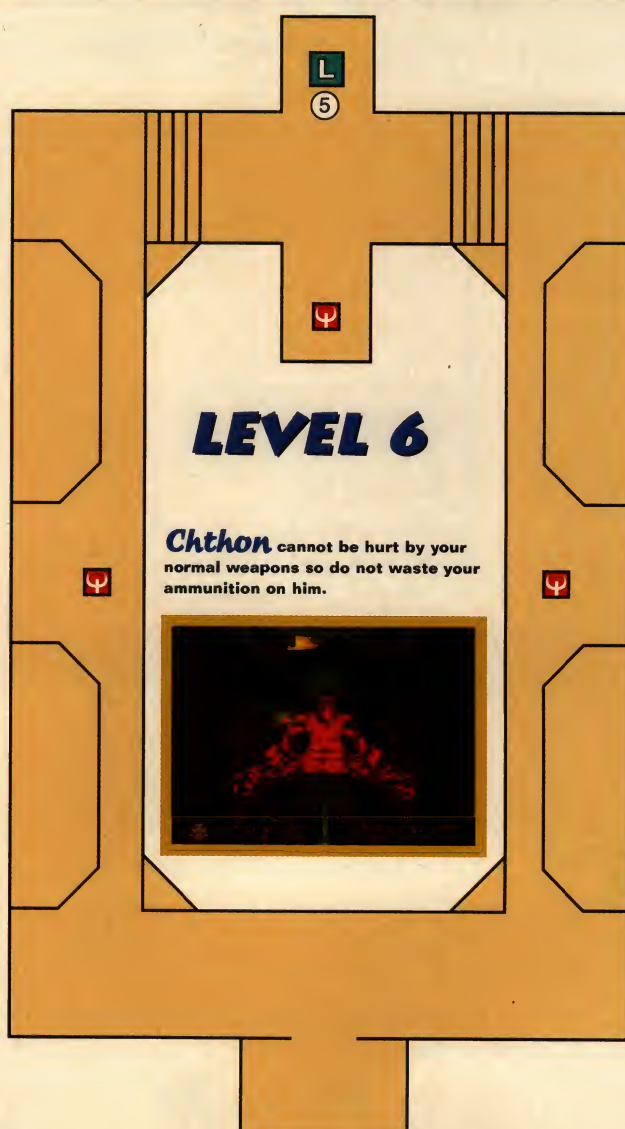 L
5
LEVEL 6
Chthon cannot be hurt by your
normal weapons so do not waste your
ammunition on him.